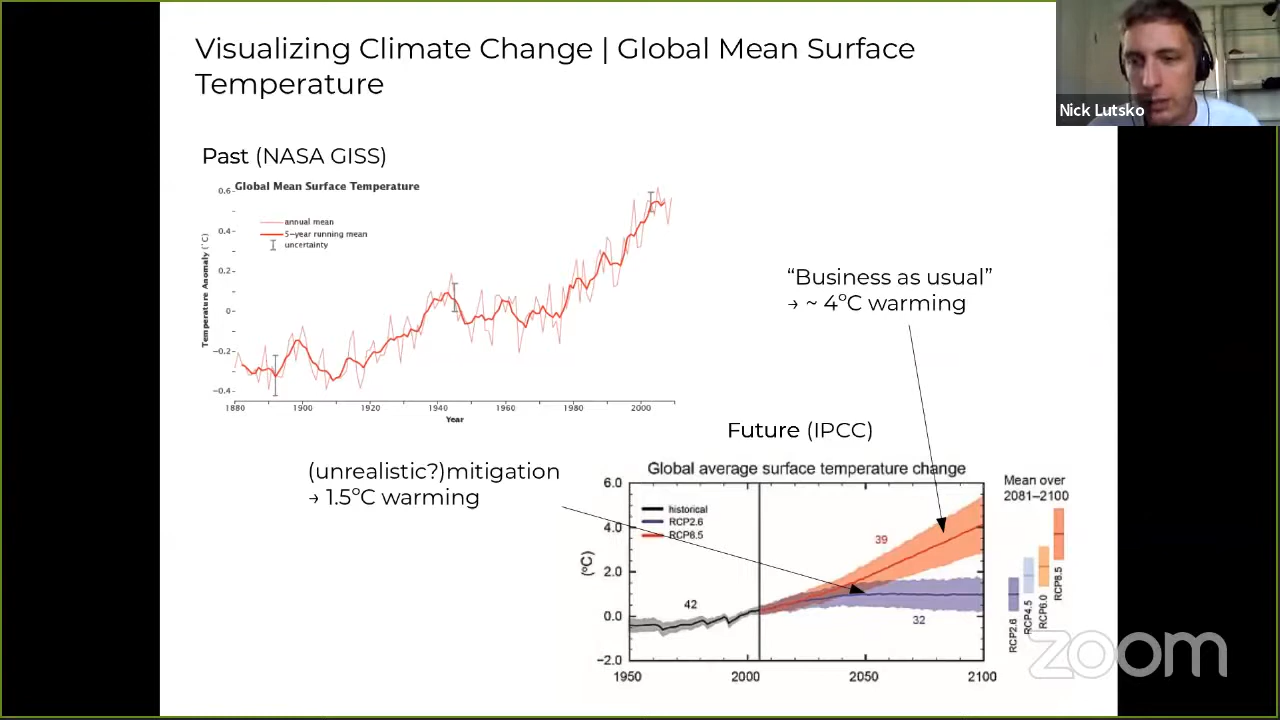 Visualizing Climate Change | Global Mean Surface
Temperature
Nick Lutsko
Past (NASA GISS)
Global Mean Surface Temperature
annual mean
5-year running mean
uncertainty
0.6
0.4
0.2
0
-0.2
-0.4
Temperature Anomaly (°C)
1880 1900 1920 1940 1960 1980 2000
Year
“Business as usual”
→ ~ 4°C warming
Future (IPCC)
(unrealistic?)mitigation
→ 1.5°C warming
Global average surface temperature change
Mean over
2081–2100
historical
RCP2.6
RCP8.5
6.0
4.0
2.0
0.0
−2.0
(°C)
42
39
32
1950 2000 2050 2100
RCP2.6
RCP4.5
RCP6.0
RCP8.5
zoom